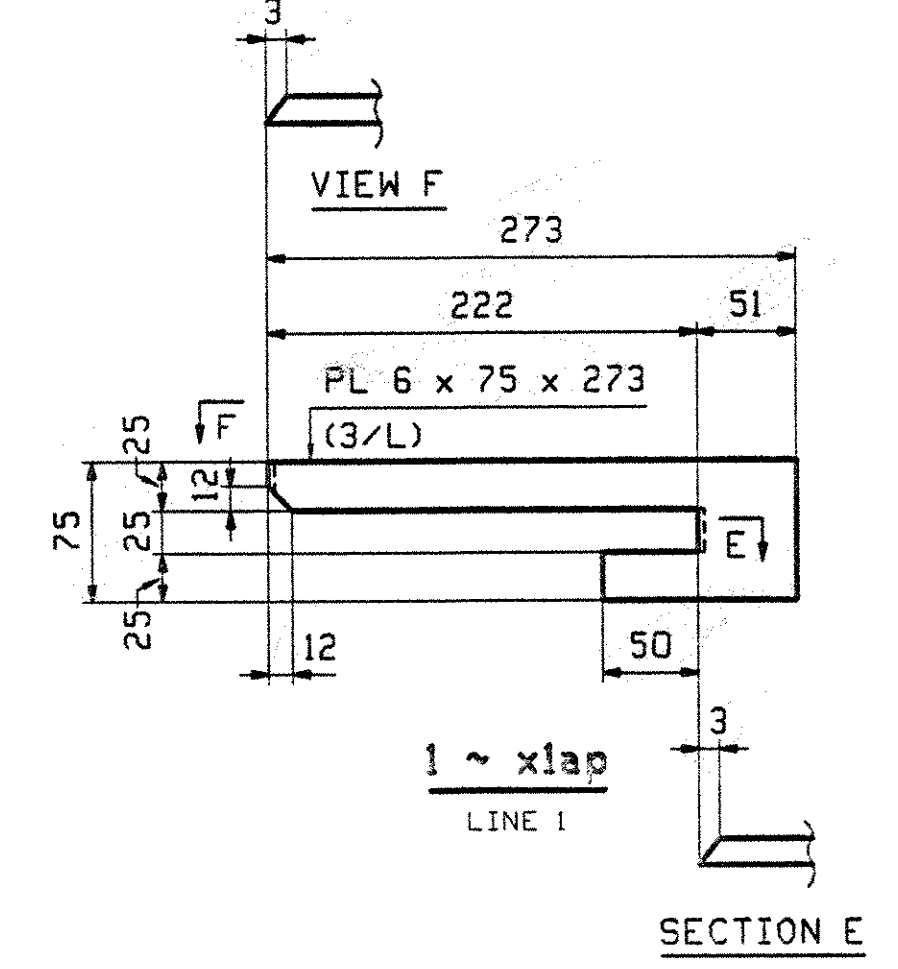 3
VIEW F
273
222 51
PL 6 x 75 x 273
(3/L)
F
25
12
75
25
25
E
12
50
3
1 ~ x1ap
LINE 1
SECTION E